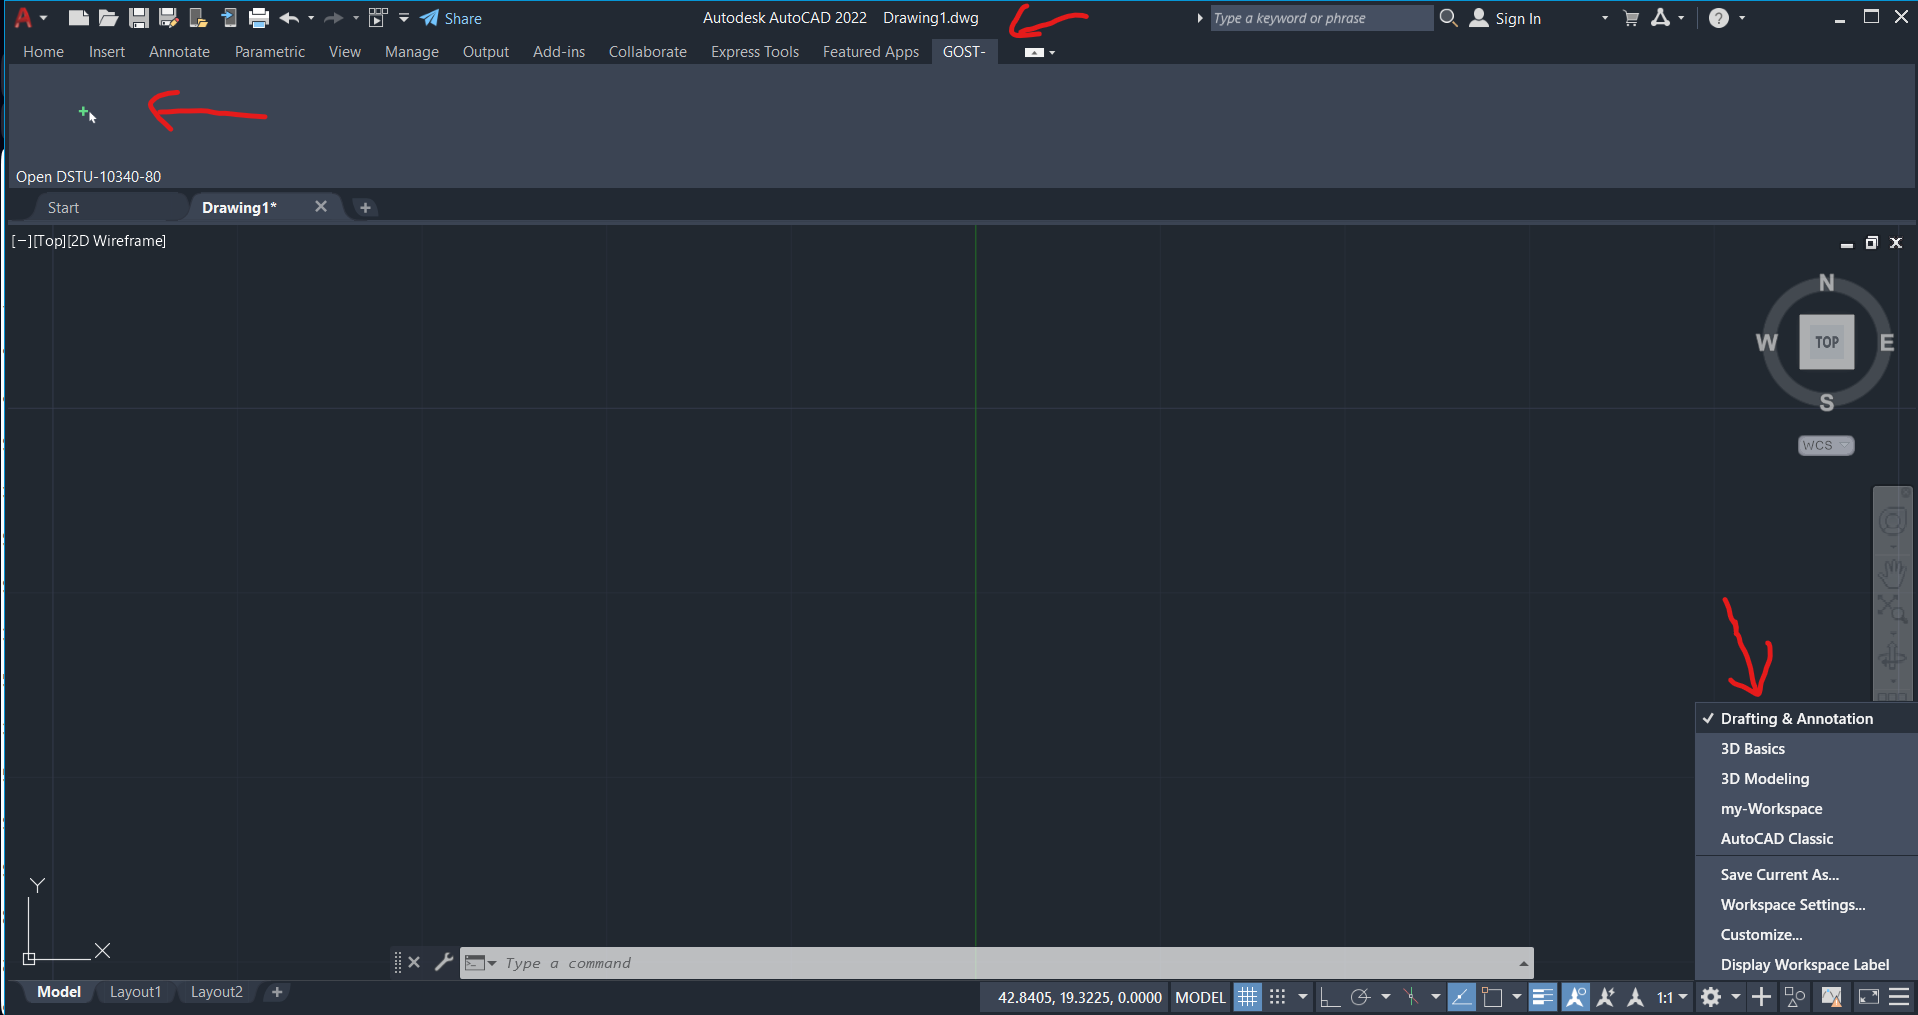 Share
Autodesk AutoCAD 2022 Drawing1.dwg
Type a keyword or phrase
Sign In
Home Insert Annotate Parametric View Manage Output Add-ins Collaborate Express Tools Featured Apps GOST-
Open DSTU-10340-80
Start Drawing1*
[−][Top][2D Wireframe]
N
W TOP E
S
WCS
Drafting & Annotation
3D Basics
3D Modeling
my-Workspace
AutoCAD Classic
Save Current As...
Workspace Settings...
Customize...
Display Workspace Label
Y
X
Type a command
Model Layout1 Layout2
42.8405, 19.3225, 0.0000 MODEL 1:1